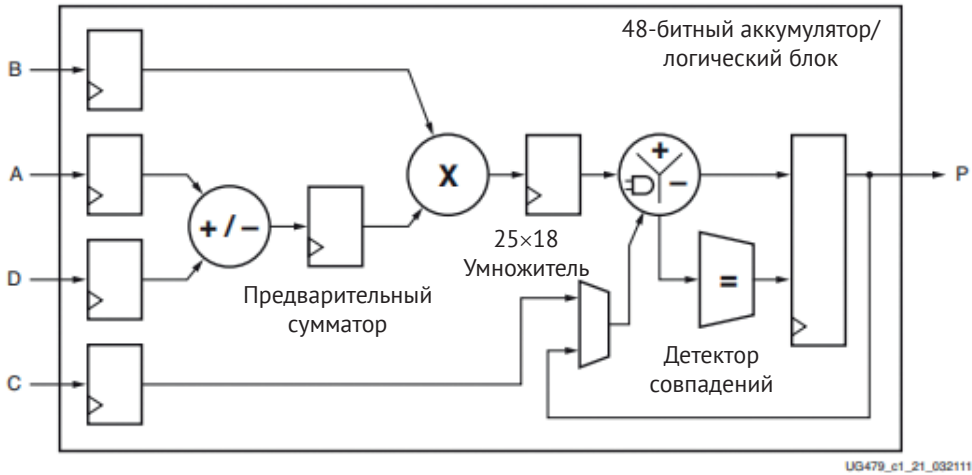 48-битный аккумулятор/
логический блок
B
A
P
X
+
−
+ / −
25×18
Умножитель
D
=
Предварительный
сумматор
Детектор
совпадений
C
UG479_c1_21_032111